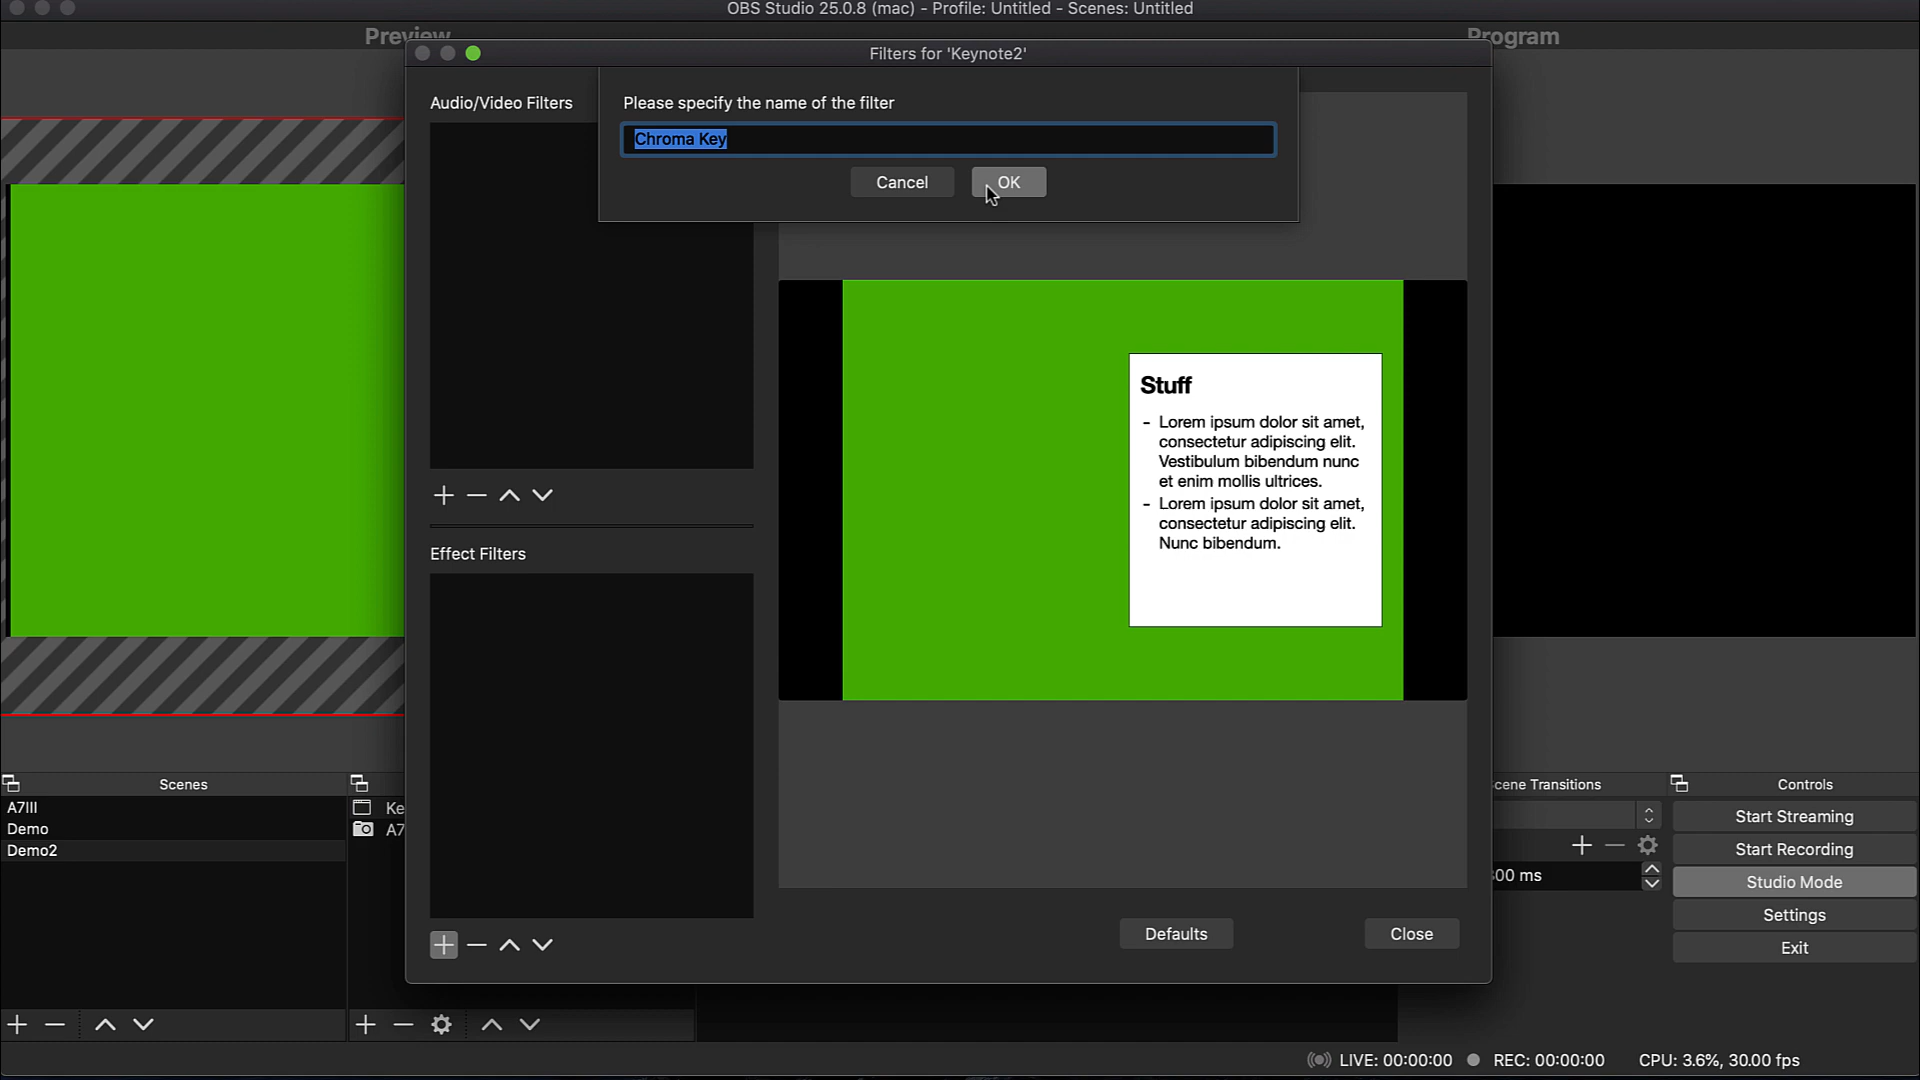 OBS Studio 25.0.8 (mac) - Profile: Untitled - Scenes: Untitled
Preview
Program
Filters for 'Keynote2'
Audio/Video Filters
Please specify the name of the filter
Chroma Key
Cancel
OK
Stuff
- Lorem ipsum dolor sit amet,
consectetur adipiscing elit.
Vestibulum bibendum nunc
et enim mollis ultrices.
- Lorem ipsum dolor sit amet,
consectetur adipiscing elit.
Nunc bibendum.
Effect Filters
Defaults
Close
Scenes
A7III
Demo
Demo2
Ke
A7
cene Transitions
00 ms
Controls
Start Streaming
Start Recording
Studio Mode
Settings
Exit
LIVE: 00:00:00
REC: 00:00:00
CPU: 3.6%, 30.00 fps